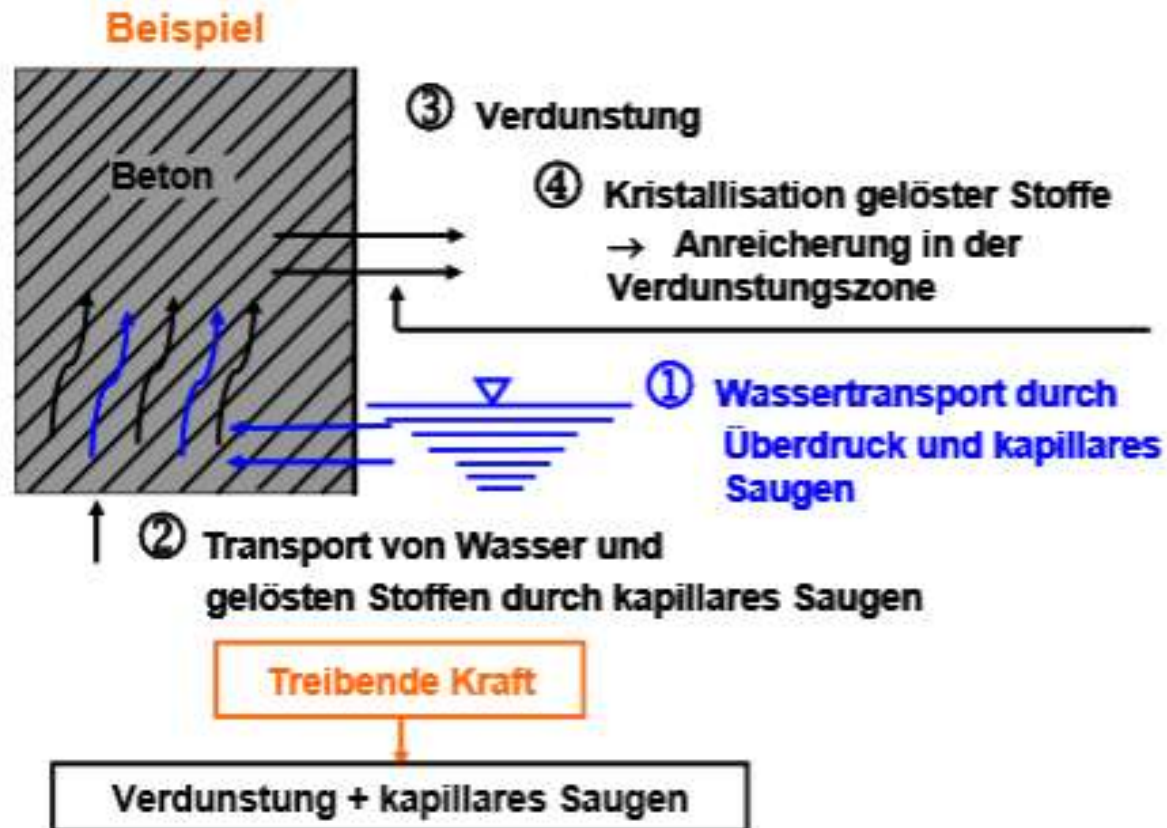 Beispiel
Beton
③ Verdunstung
④ Kristallisation gelöster Stoffe
→ Anreicherung in der
Verdunstungszone
① Wassertransport durch
Überdruck und kapillares
Saugen
② Transport von Wasser und
gelösten Stoffen durch kapillares Saugen
Treibende Kraft
Verdunstung + kapillares Saugen